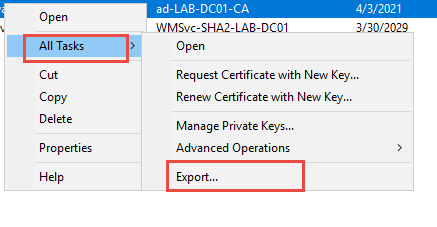 Open
ad-LAB-DC01-CA
4/3/2021
All Tasks
WMSvc-SHA2-LAB-DC01
3/30/2029
Open
Cut
Request Certificate with New Key...
Copy
Renew Certificate with New Key...
Delete
Manage Private Keys...
Properties
Advanced Operations
Help
Export...